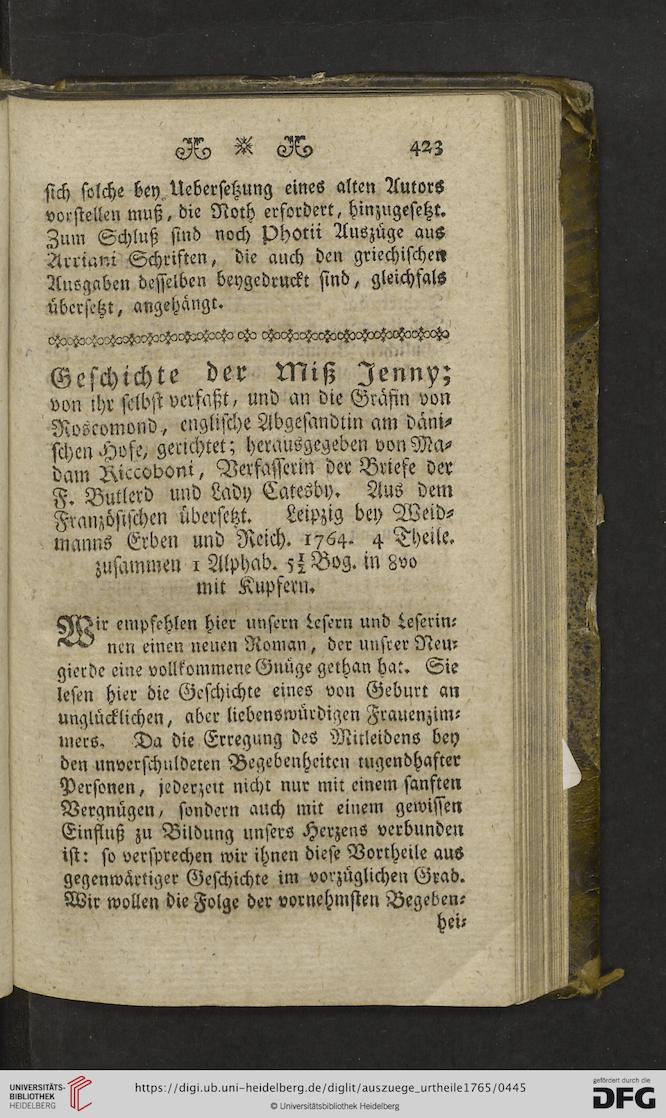 423
sich solche bey Uebersetzung eines alten Autors
vorstellen muß, die Noth erfordert, hinzugesetzt.
Zum Schluß sind noch Photii Auszüge aus
Arriani Schriften, die auch den griechischen
Ausgaben desselben beygedruckt sind, gleichfals
übersetzt, angehängt.
Geschichte der Miß Jenny;
von ihr selbst verfaßt, und an die Gräfin von
Roscomond, englische Abgesandtin am däni-
schen Hofe, gerichtet; herausgegeben von Ma-
dam Riccoboni, Verfasserin der Briefe der
F. Butlerd und Lady Catesby. Aus dem
Französischen übersetzt. Leipzig bey Weid-
manns Erben und Reich. 1764. 4 Theile.
zusammen 1 Alphab. 5½ Bog. in 8vo
mit Kupfern.
Wir empfehlen hier unsern Lesern und Leserin-
nen einen neuen Roman, der unsrer Neu-
gierde eine vollkommene Gnüge gethan hat. Sie
lesen hier die Geschichte eines von Geburt an
unglücklichen, aber liebenswürdigen Frauenzim-
mers. Da die Erregung des Mitleidens bey
den unverschuldeten Begebenheiten tugendhafter
Personen, jederzeit nicht nur mit einem sanften
Vergnügen, sondern auch mit einem gewissen
Einfluß zu Bildung unsers Herzens verbunden
ist: so versprechen wir ihnen diese Vortheile aus
gegenwärtiger Geschichte im vorzüglichen Grad.
Wir wollen die Folge der vornehmsten Begeben-
hei-
UNIVERSITÄTS-
BIBLIOTHEK
HEIDELBERG
https://digi.ub.uni-heidelberg.de/diglit/auszuege_urtheile1765/0445
© Universitätsbibliothek Heidelberg
gefördert durch die
DFG